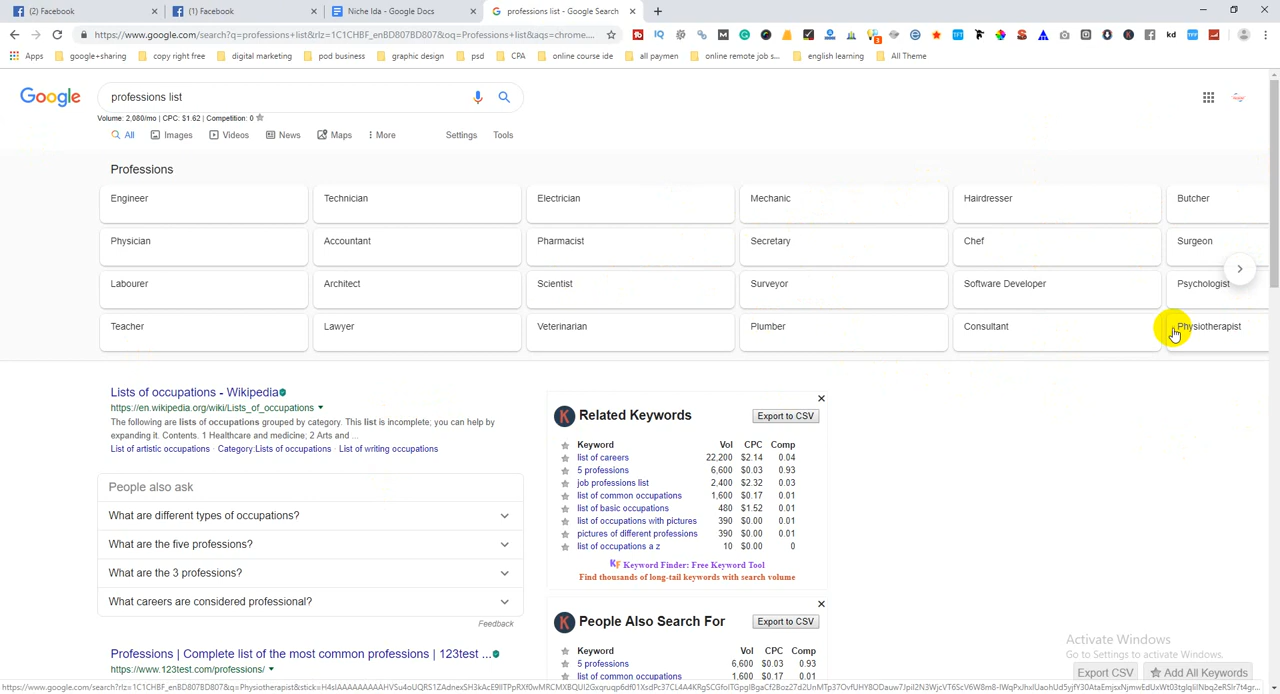 (2) Facebook
(1) Facebook
Niche Ida - Google Docs
professions list - Google Search
https://www.google.com/search?q=professions+list&rlz=1C1CHBF_enBD807BD807&oq=Professions+list&aqs=chrome....
Apps
google+sharing
copy right free
digital marketing
pod business
graphic design
psd
CPA
online course ide
all paymen
online remote job s...
english learning
All Theme
Google
professions list
Volume: 2,080/mo | CPC: $1.62 | Competition: 0
All
Images
Videos
News
Maps
More
Settings
Tools
Professions
Engineer
Technician
Electrician
Mechanic
Hairdresser
Butcher
Physician
Accountant
Pharmacist
Secretary
Chef
Surgeon
Labourer
Architect
Scientist
Surveyor
Software Developer
Psychologist
Teacher
Lawyer
Veterinarian
Plumber
Consultant
Physiotherapist
Lists of occupations - Wikipedia
https://en.wikipedia.org/wiki/Lists_of_occupations
The following are lists of occupations grouped by category. This list is incomplete; you can help by
expanding it. Contents. 1 Healthcare and medicine; 2 Arts and ...
List of artistic occupations · Category:Lists of occupations · List of writing occupations
People also ask
What are different types of occupations?
What are the five professions?
What are the 3 professions?
What careers are considered professional?
Feedback
Professions | Complete list of the most common professions | 123test ...
https://www.123test.com/professions/
Related Keywords
Export to CSV
Keyword Vol CPC Comp
list of careers 22,200 $2.14 0.04
5 professions 6,600 $0.03 0.93
job professions list 2,400 $2.32 0.03
list of common occupations 1,600 $0.17 0.01
list of basic occupations 480 $1.52 0.01
list of occupations with pictures 390 $0.00 0.01
pictures of different professions 390 $0.00 0.01
list of occupations a z 10 $0.00 0
KF Keyword Finder: Free Keyword Tool
Find thousands of long-tail keywords with search volume
People Also Search For
Export to CSV
Keyword Vol CPC Comp
5 professions 6,600 $0.03 0.93
list of common occupations 1,600 $0.17 0.01
Activate Windows
Go to Settings to activate Windows.
Export CSV
Add All Keywords